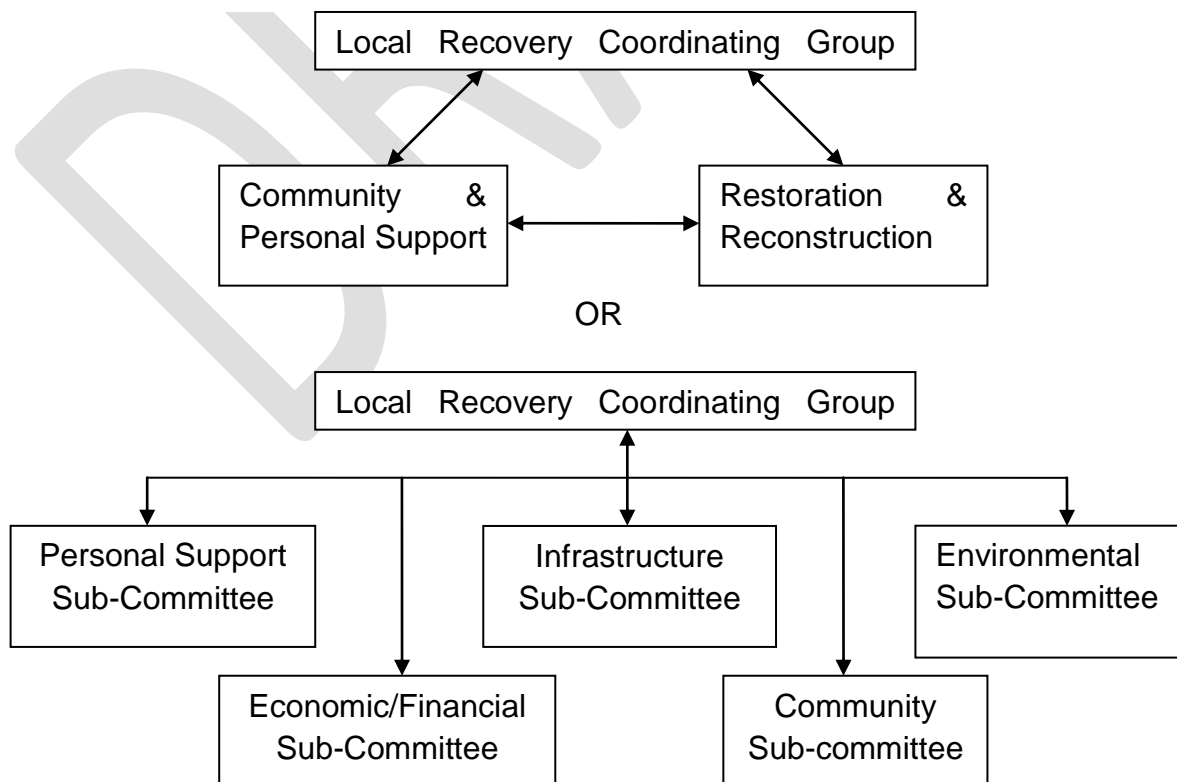 Local Recovery Coordinating Group
Community &
Personal Support
Restoration &
Reconstruction
OR
Local Recovery Coordinating Group
Personal Support
Sub-Committee
Infrastructure
Sub-Committee
Environmental
Sub-Committee
Economic/Financial
Sub-Committee
Community
Sub-committee